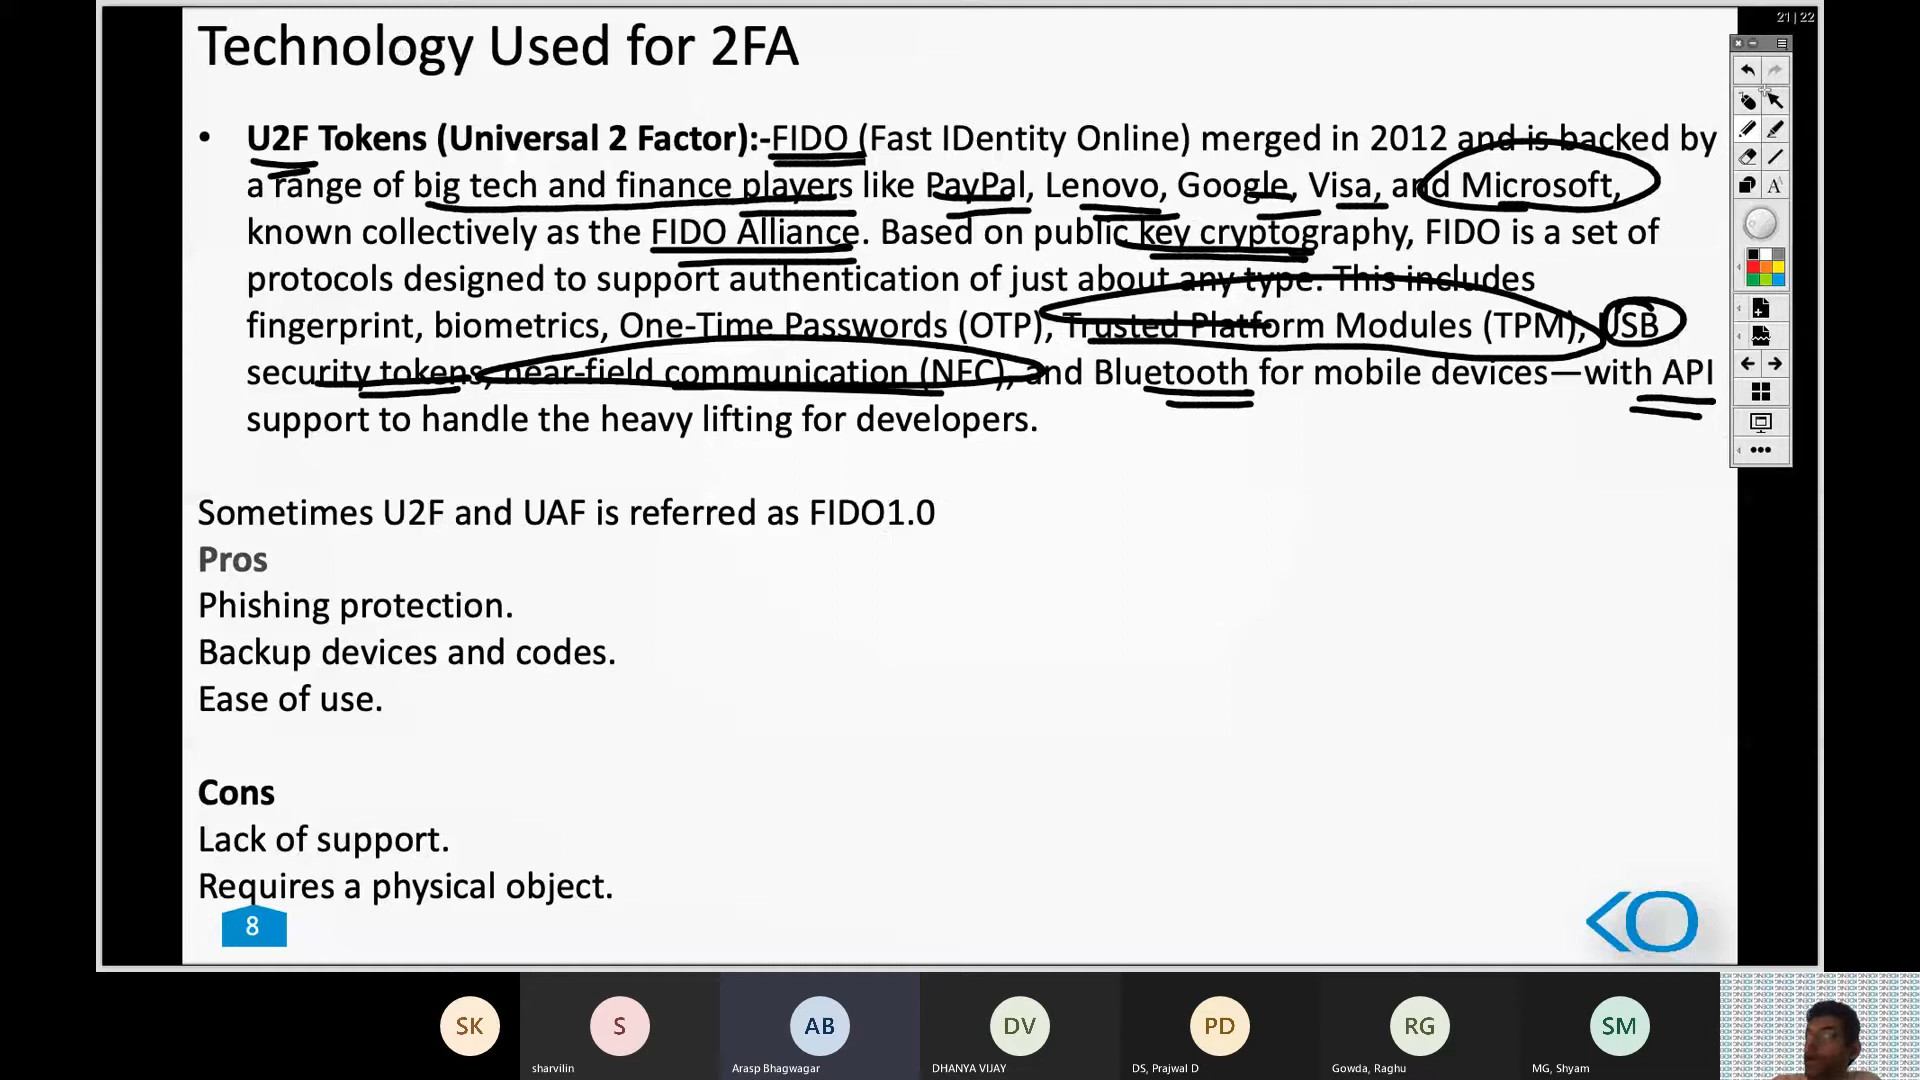 21 | 22
Technology Used for 2FA
• U2F Tokens (Universal 2 Factor):-FIDO (Fast IDentity Online) merged in 2012 and is backed by
a range of big tech and finance players like PayPal, Lenovo, Google, Visa, and Microsoft,
known collectively as the FIDO Alliance. Based on public key cryptography, FIDO is a set of
protocols designed to support authentication of just about any type. This includes
fingerprint, biometrics, One-Time Passwords (OTP), Trusted Platform Modules (TPM), USB
security tokens, near-field communication (NFC), and Bluetooth for mobile devices—with API
support to handle the heavy lifting for developers.
Sometimes U2F and UAF is referred as FIDO1.0
Pros
Phishing protection.
Backup devices and codes.
Ease of use.
Cons
Lack of support.
Requires a physical object.
8
SK S AB DV PD RG SM
sharvilin Arasp Bhagwagar DHANYA VIJAY DS, Prajwal D Gowda, Raghu MG, Shyam